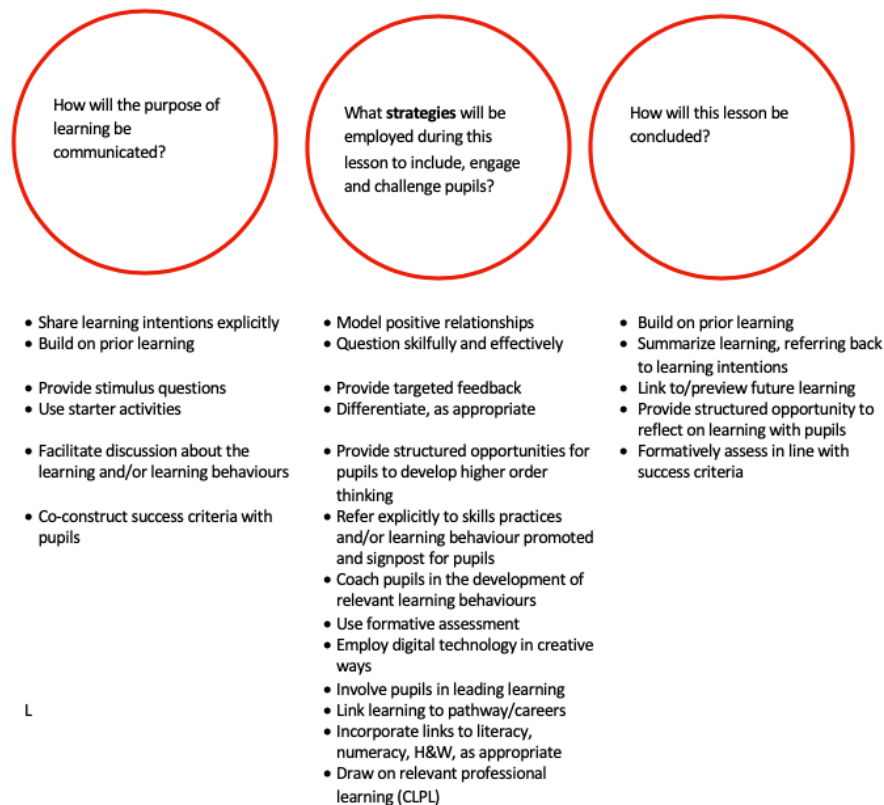 How will the purpose of
learning be
communicated?
What strategies will be
employed during this
lesson to include, engage
and challenge pupils?
How will this lesson be
concluded?
• Share learning intentions explicitly
• Build on prior learning
• Provide stimulus questions
• Use starter activities
• Facilitate discussion about the
learning and/or learning behaviours
• Co-construct success criteria with
pupils
L
• Model positive relationships
• Question skilfully and effectively
• Provide targeted feedback
• Differentiate, as appropriate
• Provide structured opportunities for
pupils to develop higher order
thinking
• Refer explicitly to skills practices
and/or learning behaviour promoted
and signpost for pupils
• Coach pupils in the development of
relevant learning behaviours
• Use formative assessment
• Employ digital technology in creative
ways
• Involve pupils in leading learning
• Link learning to pathway/careers
• Incorporate links to literacy,
numeracy, H&W, as appropriate
• Draw on relevant professional
learning (CLPL)
• Build on prior learning
• Summarize learning, referring back
to learning intentions
• Link to/preview future learning
• Provide structured opportunity to
reflect on learning with pupils
• Formatively assess in line with
success criteria